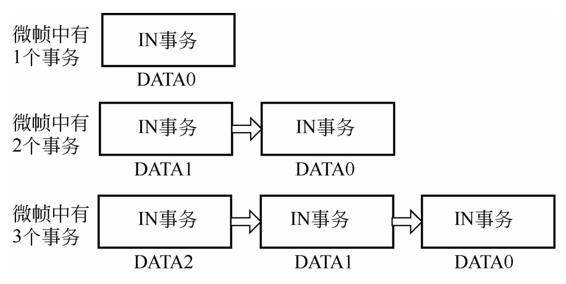 微帧中有
1个事务
IN事务
DATA0
微帧中有
2个事务
IN事务
IN事务
DATA1
DATA0
微帧中有
3个事务
IN事务
IN事务
IN事务
DATA2
DATA1
DATA0